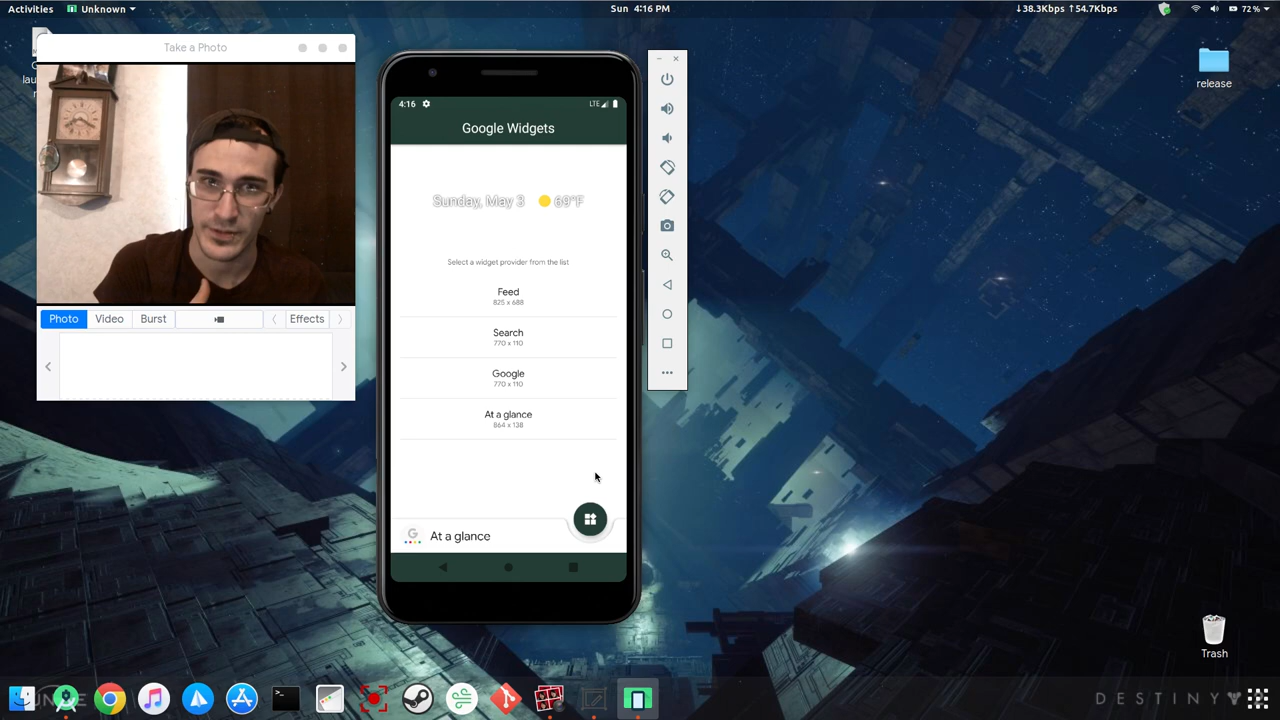 Activities
Unknown
Sun 4:16 PM
↓38.3Kbps ↑54.7Kbps
72 %
Take a Photo
Photo
Video
Burst
Effects
4:16
LTE
Google Widgets
Sunday, May 3
69°F
Select a widget provider from the list
Feed
825 x 688
Search
770 x 110
Google
770 x 110
At a glance
864 x 138
G
At a glance
release
Trash
DESTINY